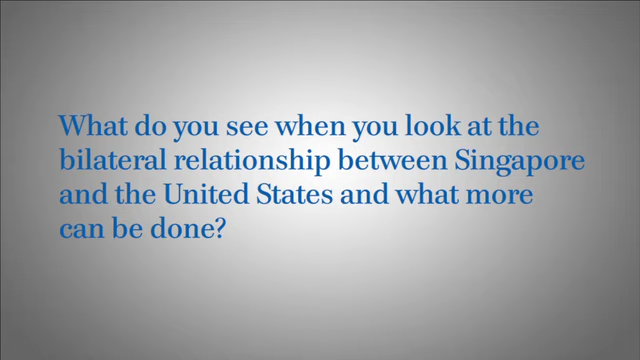 What do you see when you look at the
bilateral relationship between Singapore
and the United States and what more
can be done?